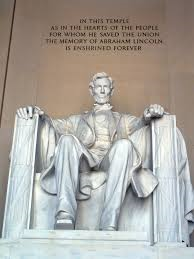 IN THIS TEMPLE
AS IN THE HEARTS OF THE PEOPLE
FOR WHOM HE SAVED THE UNION
THE MEMORY OF ABRAHAM LINCOLN
IS ENSHRINED FOREVER